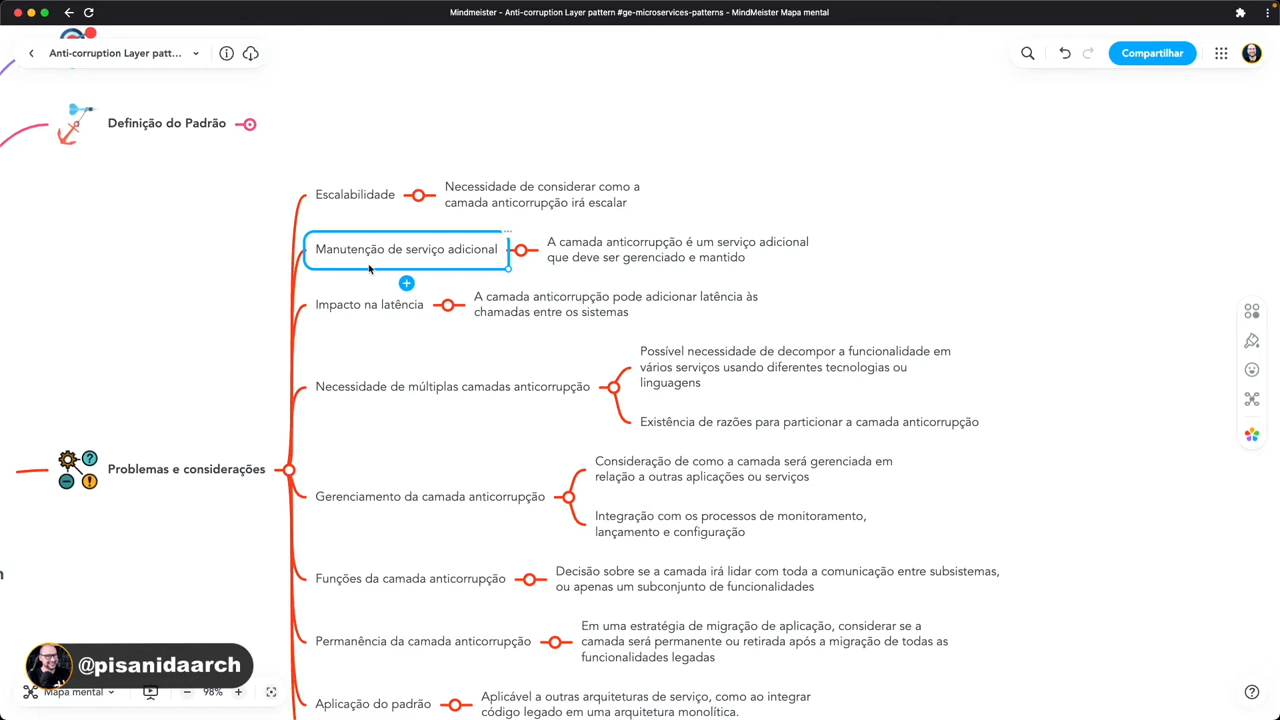 Mindmeister - Anti-corruption Layer pattern #ge-microservices-patterns - MindMeister Mapa mental
Anti-corruption Layer patt...
Compartilhar
Definição do Padrão
Escalabilidade
Necessidade de considerar como a
camada anticorrupção irá escalar
Manutenção de serviço adicional
A camada anticorrupção é um serviço adicional
que deve ser gerenciado e mantido
Impacto na latência
A camada anticorrupção pode adicionar latência às
chamadas entre os sistemas
Necessidade de múltiplas camadas anticorrupção
Possível necessidade de decompor a funcionalidade em
vários serviços usando diferentes tecnologias ou
linguagens
Existência de razões para particionar a camada anticorrupção
Problemas e considerações
Gerenciamento da camada anticorrupção
Consideração de como a camada será gerenciada em
relação a outras aplicações ou serviços
Integração com os processos de monitoramento,
lançamento e configuração
Funções da camada anticorrupção
Decisão sobre se a camada irá lidar com toda a comunicação entre subsistemas,
ou apenas um subconjunto de funcionalidades
Permanência da camada anticorrupção
Em uma estratégia de migração de aplicação, considerar se a
camada será permanente ou retirada após a migração de todas as
funcionalidades legadas
Aplicação do padrão
Aplicável a outras arquiteturas de serviço, como ao integrar
código legado em uma arquitetura monolítica.
@pisanidaarch
Mapa mental
98%